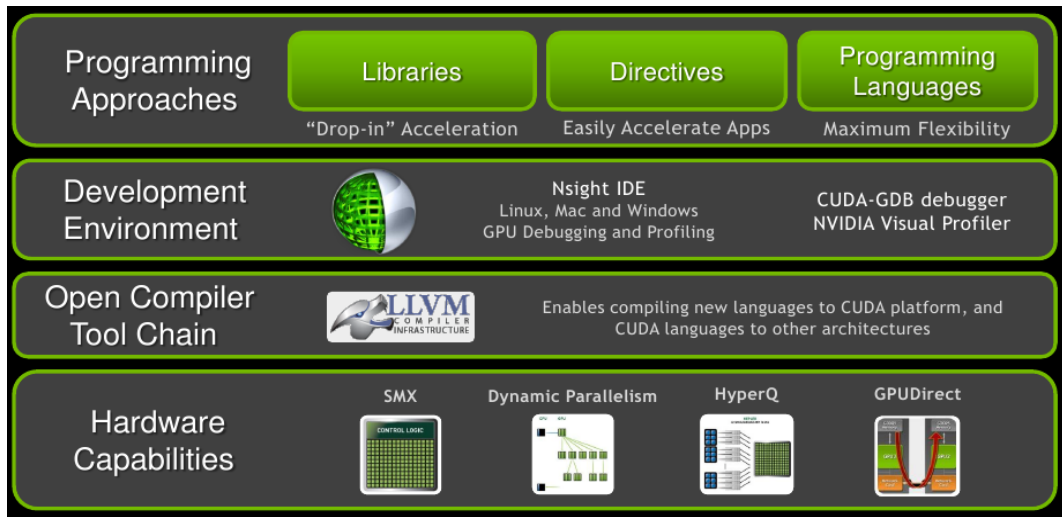 Programming
Approaches
Libraries
Directives
Programming
Languages
“Drop-in” Acceleration
Easily Accelerate Apps
Maximum Flexibility
Development
Environment
Nsight IDE
Linux, Mac and Windows
GPU Debugging and Profiling
CUDA-GDB debugger
NVIDIA Visual Profiler
Open Compiler
Tool Chain
LLVM
COMPILER
INFRASTRUCTURE
Enables compiling new languages to CUDA platform, and
CUDA languages to other architectures
Hardware
Capabilities
SMX
Dynamic Parallelism
HyperQ
GPUDirect
CONTROL LOGIC
CPU GPU